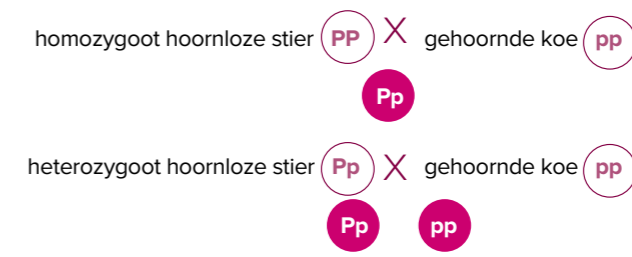 homozygoot hoornloze stier PP X gehoornde koe pp
Pp
heterozygoot hoornloze stier Pp X gehoornde koe pp
Pp pp